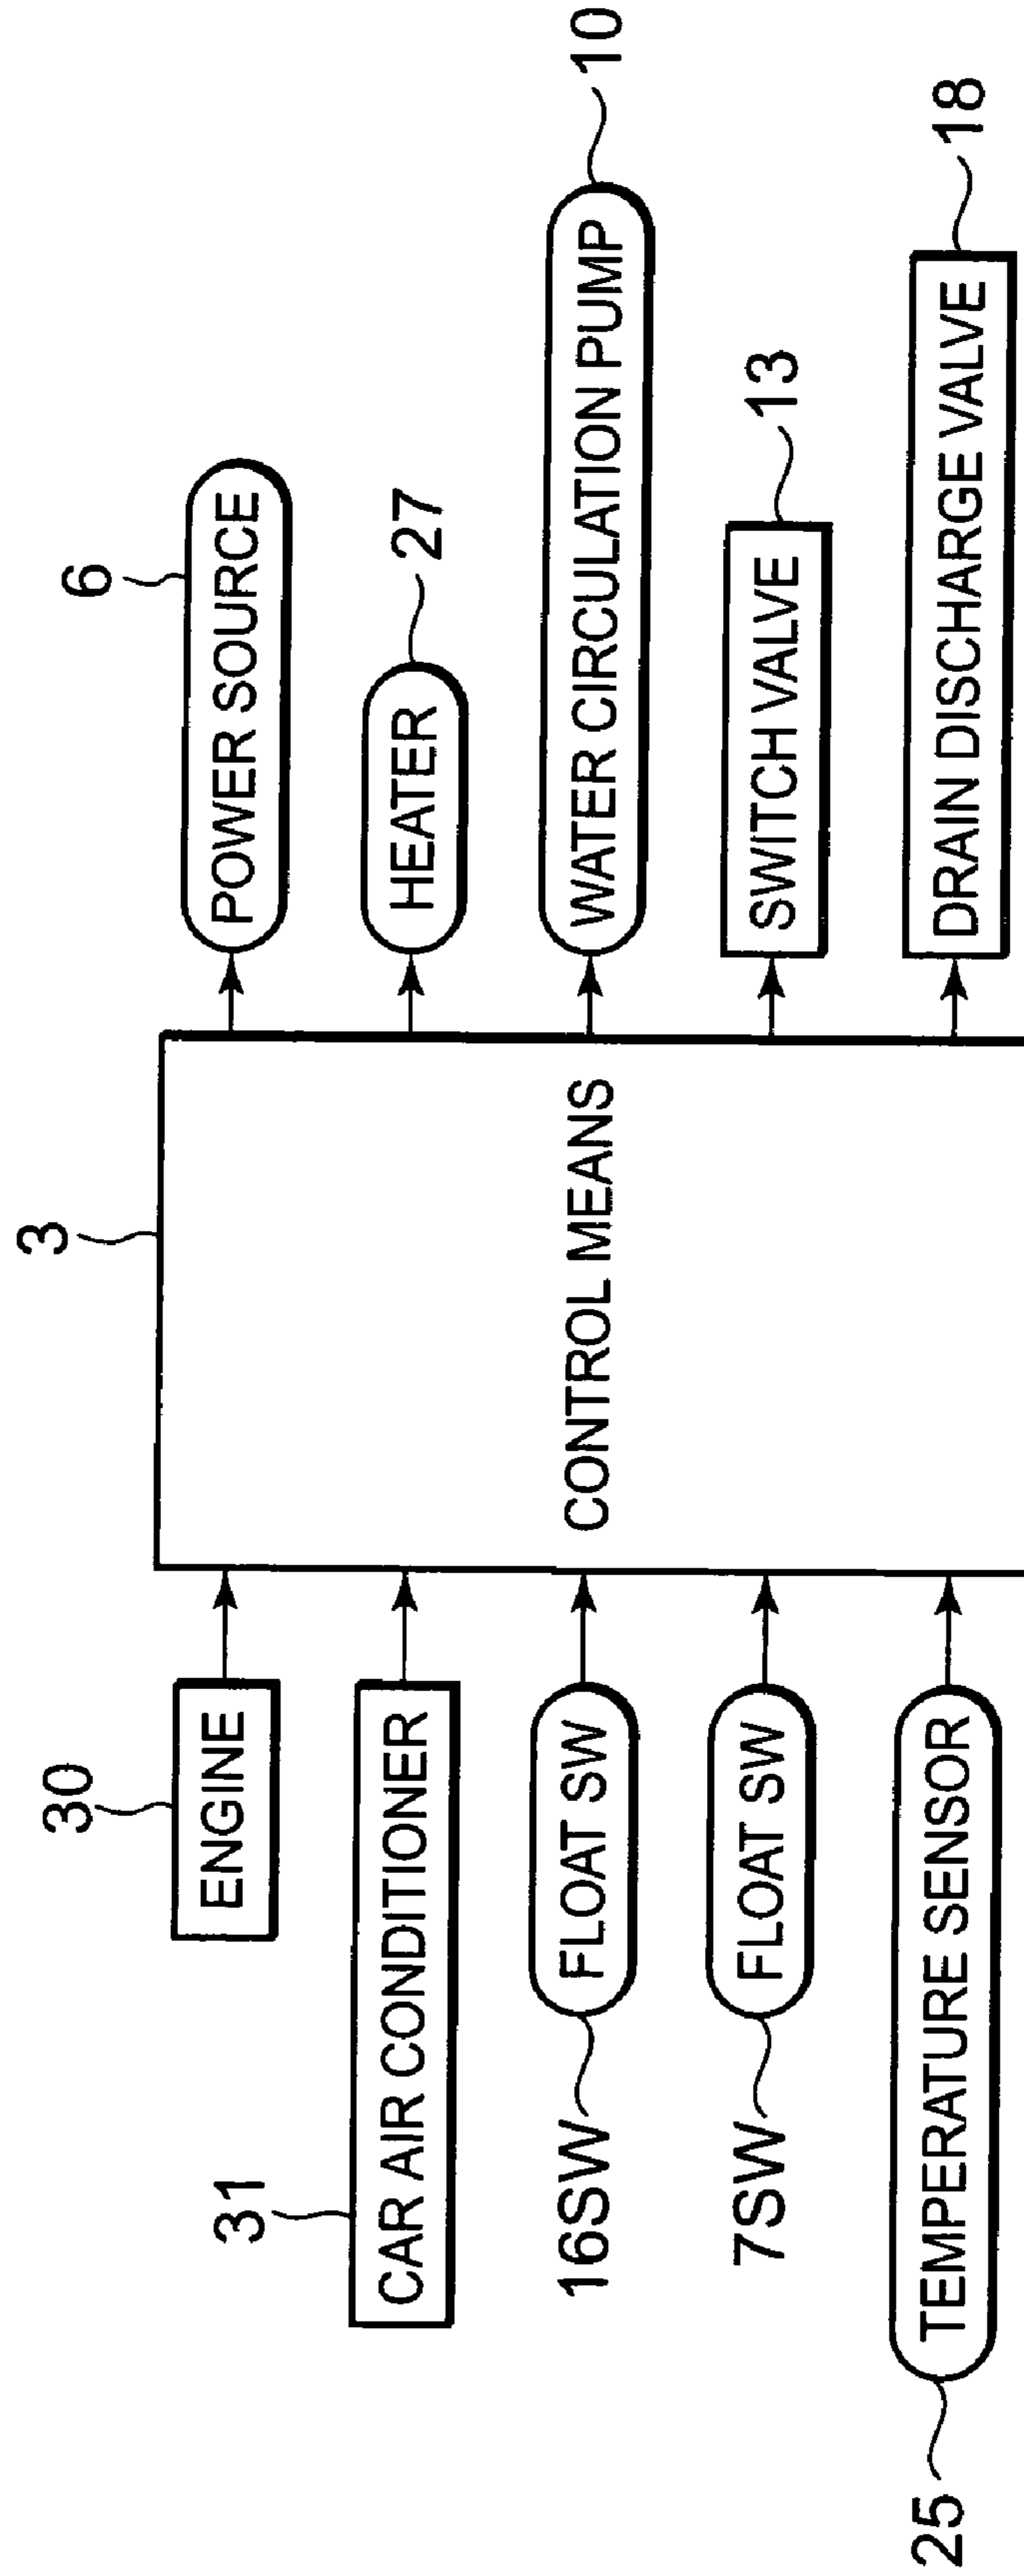 3
30
ENGINE
6
POWER SOURCE
31
CAR AIR CONDITIONER
HEATER
27
16SW
FLOAT SW
CONTROL MEANS
WATER CIRCULATION PUMP
10
7SW
FLOAT SW
SWITCH VALVE
13
25
TEMPERATURE SENSOR
DRAIN DISCHARGE VALVE
18